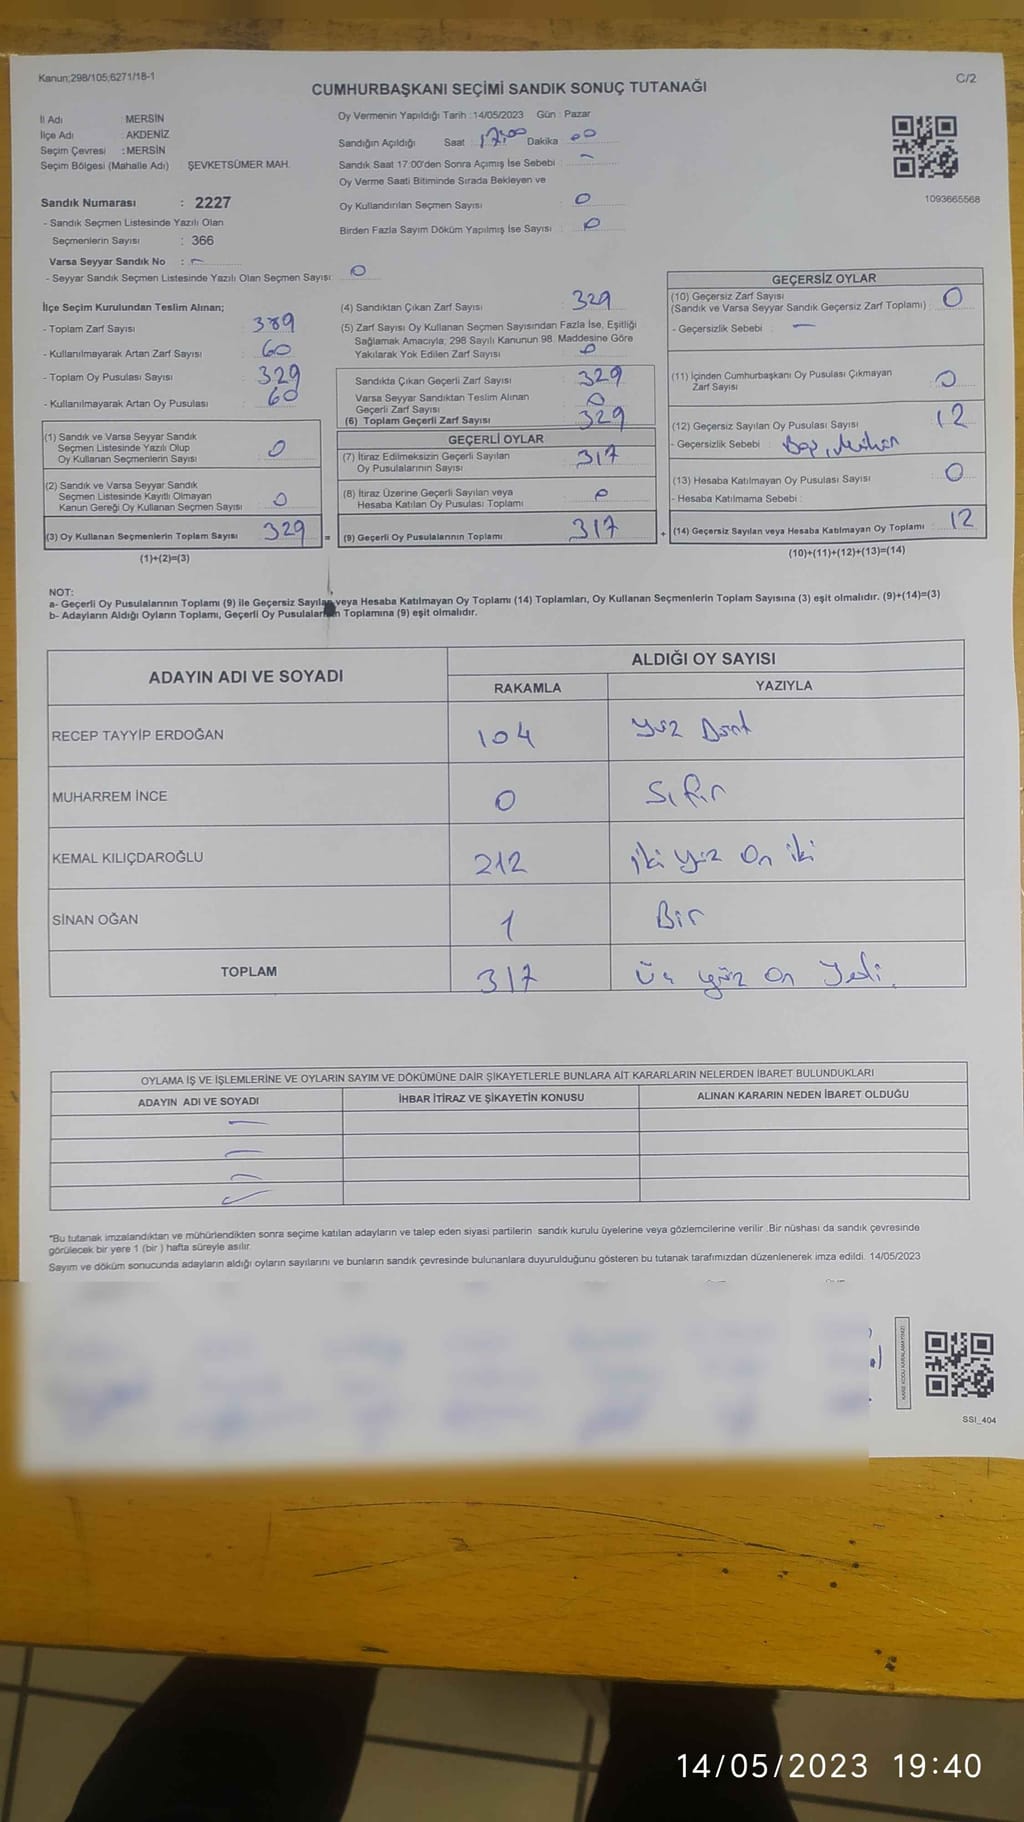 Kanun;298/105;6271/18-1
C/2
CUMHURBAŞKANI SEÇİMİ SANDIK SONUÇ TUTANAĞI
İl Adı : MERSİN
İlçe Adı : AKDENİZ
Seçim Çevresi : MERSİN
Seçim Bölgesi (Mahalle Adı) ŞEVKETSÜMER MAH.
Sandık Numarası : 2227
- Sandık Seçmen Listesinde Yazılı Olan
Seçmenlerin Sayısı : 366
Varsa Seyyar Sandık No : -
- Seyyar Sandık Seçmen Listesinde Yazılı Olan Seçmen Sayısı: 0
Oy Vermenin Yapıldığı Tarih :14/05/2023 Gün : Pazar
Sandığın Açıldığı Saat 17:00 Dakika 00
Sandık Saat 17:00'den Sonra Açımış İse Sebebi : -
Oy Verme Saati Bitiminde Sırada Bekleyen ve
Oy Kullandırılan Seçmen Sayısı : 0
Birden Fazla Sayım Döküm Yapılmış İse Sayısı : 0
1093665568
İlçe Seçim Kurulundan Teslim Alınan;
- Toplam Zarf Sayısı 389
- Kullanılmayarak Artan Zarf Sayısı 60
- Toplam Oy Pusulası Sayısı 329
- Kullanılmayarak Artan Oy Pusulası 60
(1) Sandık ve Varsa Seyyar Sandık
Seçmen Listesinde Yazılı Olup
Oy Kullanan Seçmenlerin Sayısı 0
(2) Sandık ve Varsa Seyyar Sandık
Seçmen Listesinde Kayıtlı Olmayan
Kanun Gereği Oy Kullanan Seçmen Sayısı 0
(3) Oy Kullanan Seçmenlerin Toplam Sayısı 329
(1)+(2)=(3)
(4) Sandıktan Çıkan Zarf Sayısı 329
(5) Zarf Sayısı Oy Kullanan Seçmen Sayısından Fazla İse, Eşitliği
Sağlamak Amacıyla; 298 Sayılı Kanunun 98. Maddesine Göre
Yakılarak Yok Edilen Zarf Sayısı 0
Sandıkta Çıkan Geçerli Zarf Sayısı 329
Varsa Seyyar Sandıktan Teslim Alınan
Geçerli Zarf Sayısı 0
(6) Toplam Geçerli Zarf Sayısı 329
GEÇERLİ OYLAR
(7) İtiraz Edilmeksizin Geçerli Sayılan
Oy Pusulalarının Sayısı 317
(8) İtiraz Üzerine Geçerli Sayılan veya
Hesaba Katılan Oy Pusulası Toplamı 0
(9) Geçerli Oy Pusulalarının Toplamı 317
GEÇERSİZ OYLAR
(10) Geçersiz Zarf Sayısı
(Sandık ve Varsa Seyyar Sandık Geçersiz Zarf Toplamı) : 0
- Geçersizlik Sebebi : -
(11) İçinden Cumhurbaşkanı Oy Pusulası Çıkmayan
Zarf Sayısı 0
(12) Geçersiz Sayılan Oy Pusulası Sayısı : 12
- Geçersizlik Sebebi :
(13) Hesaba Katılmayan Oy Pusulası Sayısı : 0
- Hesaba Katılmama Sebebi :
(14) Geçersiz Sayılan veya Hesaba Katılmayan Oy Toplamı : 12
(10)+(11)+(12)+(13)=(14)
NOT:
a- Geçerli Oy Pusulalarının Toplamı (9) ile Geçersiz Sayılan veya Hesaba Katılmayan Oy Toplamı (14) Toplamları, Oy Kullanan Seçmenlerin Toplam Sayısına (3) eşit olmalıdır. (9)+(14)=(3)
b- Adayların Aldığı Oyların Toplamı, Geçerli Oy Pusulalarının Toplamına (9) eşit olmalıdır.
ADAYIN ADI VE SOYADI
ALDIĞI OY SAYISI
RAKAMLA YAZIYLA
RECEP TAYYİP ERDOĞAN 104 Yüz Dört
MUHARREM İNCE 0 Sıfır
KEMAL KILIÇDAROĞLU 212 İki yüz On iki
SİNAN OĞAN 1 Bir
TOPLAM 317 Üç yüz on Yedi.
OYLAMA İŞ VE İŞLEMLERİNE VE OYLARIN SAYIM VE DÖKÜMÜNE DAİR ŞİKAYETLERLE BUNLARA AİT KARARLARIN NELERDEN İBARET BULUNDUKLARI
ADAYIN ADI VE SOYADI İHBAR İTİRAZ VE ŞİKAYETİN KONUSU ALINAN KARARIN NEDEN İBARET OLDUĞU
"Bu tutanak imzalandıktan ve mühürlendikten sonra seçime katılan adayların ve talep eden siyasi partilerin sandık kurulu üyelerine veya gözlemcilerine verilir .Bir nüshası da sandık çevresinde
görülecek bir yere 1 (bir ) hafta süreyle asılır.
Sayım ve döküm sonucunda adayların aldığı oyların sayılarını ve bunların sandık çevresinde bulunanlara duyurulduğunu gösteren bu tutanak tarafımızdan düzenlenerek imza edildi. 14/05/2023
KARE KODU KARALAMAYINIZ!
SSI_404
14/05/2023 19:40